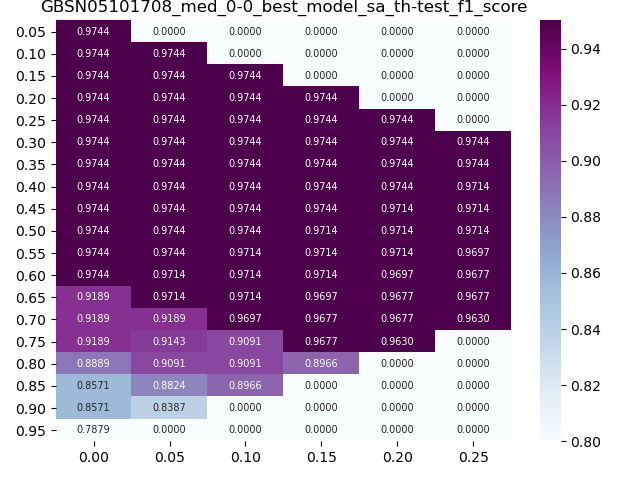 GBSN05101708_med_0-0_best_model_sa_th-test_f1_score
0.05 0.9744 0.0000 0.0000 0.0000 0.0000 0.0000
0.10 0.9744 0.9744 0.0000 0.0000 0.0000 0.0000
0.15 0.9744 0.9744 0.9744 0.0000 0.0000 0.0000
0.20 0.9744 0.9744 0.9744 0.9744 0.0000 0.0000
0.25 0.9744 0.9744 0.9744 0.9744 0.9744 0.0000
0.30 0.9744 0.9744 0.9744 0.9744 0.9744 0.9744
0.35 0.9744 0.9744 0.9744 0.9744 0.9744 0.9744
0.40 0.9744 0.9744 0.9744 0.9744 0.9744 0.9714
0.45 0.9744 0.9744 0.9744 0.9744 0.9714 0.9714
0.50 0.9744 0.9744 0.9744 0.9714 0.9714 0.9714
0.55 0.9744 0.9744 0.9714 0.9714 0.9714 0.9697
0.60 0.9744 0.9714 0.9714 0.9714 0.9697 0.9677
0.65 0.9189 0.9714 0.9714 0.9697 0.9677 0.9677
0.70 0.9189 0.9189 0.9697 0.9677 0.9677 0.9630
0.75 0.9189 0.9143 0.9091 0.9677 0.9630 0.0000
0.80 0.8889 0.9091 0.9091 0.8966 0.0000 0.0000
0.85 0.8571 0.8824 0.8966 0.0000 0.0000 0.0000
0.90 0.8571 0.8387 0.0000 0.0000 0.0000 0.0000
0.95 0.7879 0.0000 0.0000 0.0000 0.0000 0.0000
0.00 0.05 0.10 0.15 0.20 0.25
0.94
0.92
0.90
0.88
0.86
0.84
0.82
0.80